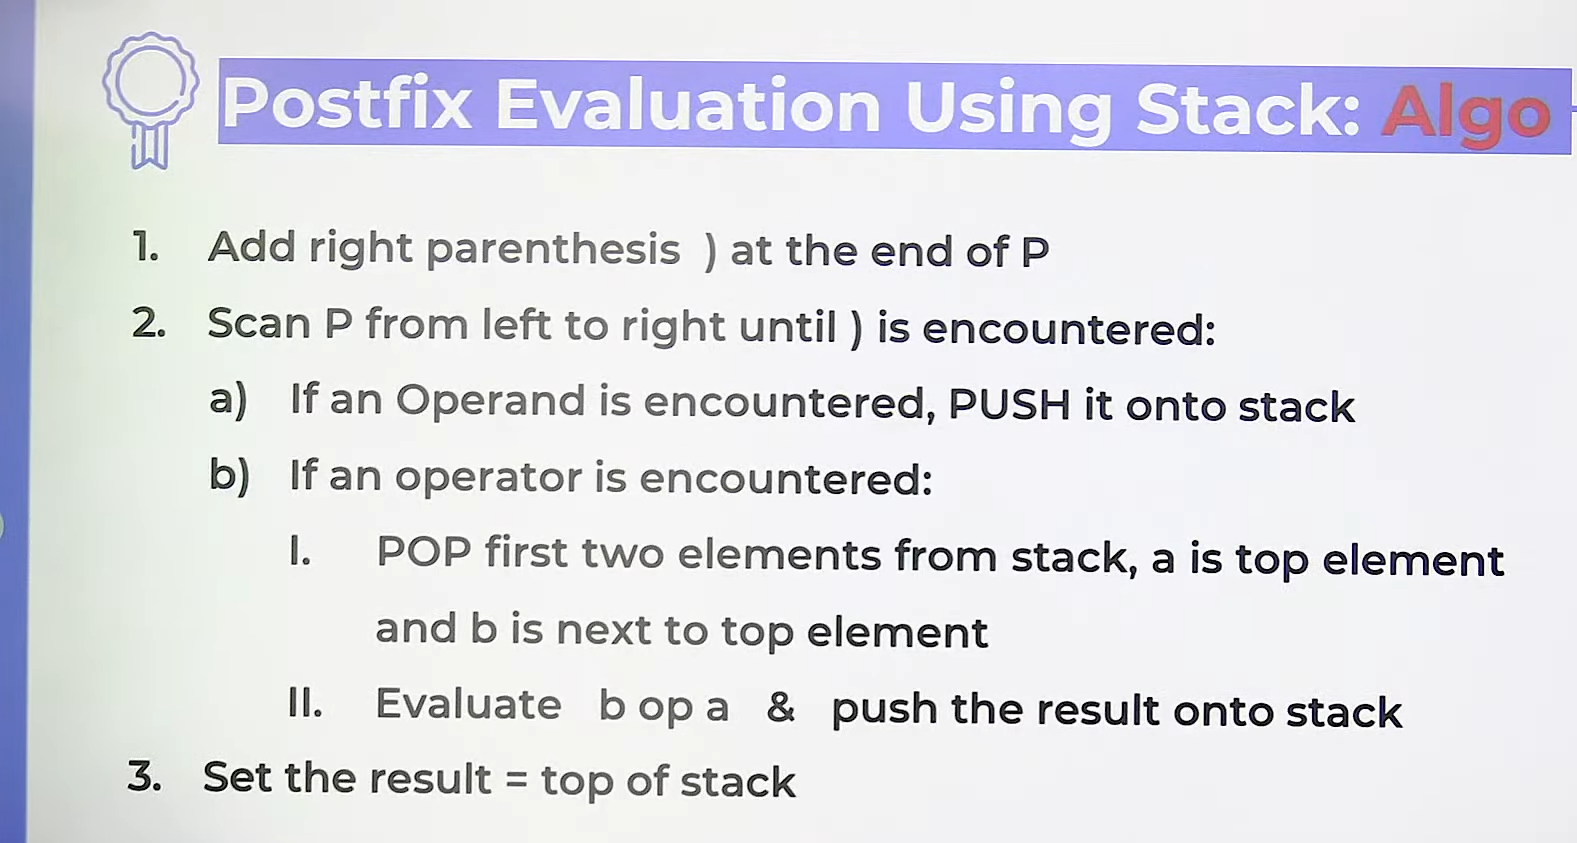 Postfix Evaluation Using Stack: Algo
1. Add right parenthesis ) at the end of P
2. Scan P from left to right until ) is encountered:
a) If an Operand is encountered, PUSH it onto stack
b) If an operator is encountered:
I. POP first two elements from stack, a is top element
and b is next to top element
II. Evaluate b op a & push the result onto stack
3. Set the result = top of stack